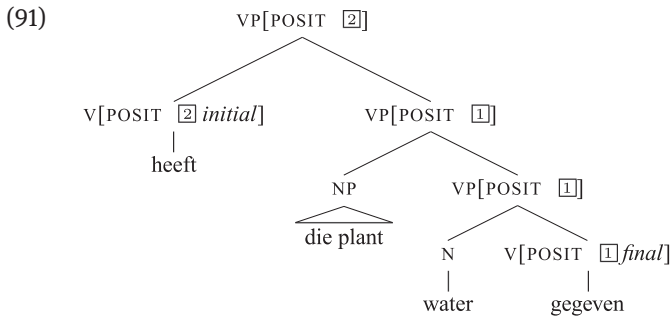 (91)
VP[POSIT 2]
V[POSIT 2 initial] VP[POSIT 1]
heeft
NP VP[POSIT 1]
die plant
N V[POSIT 1 final]
water gegeven